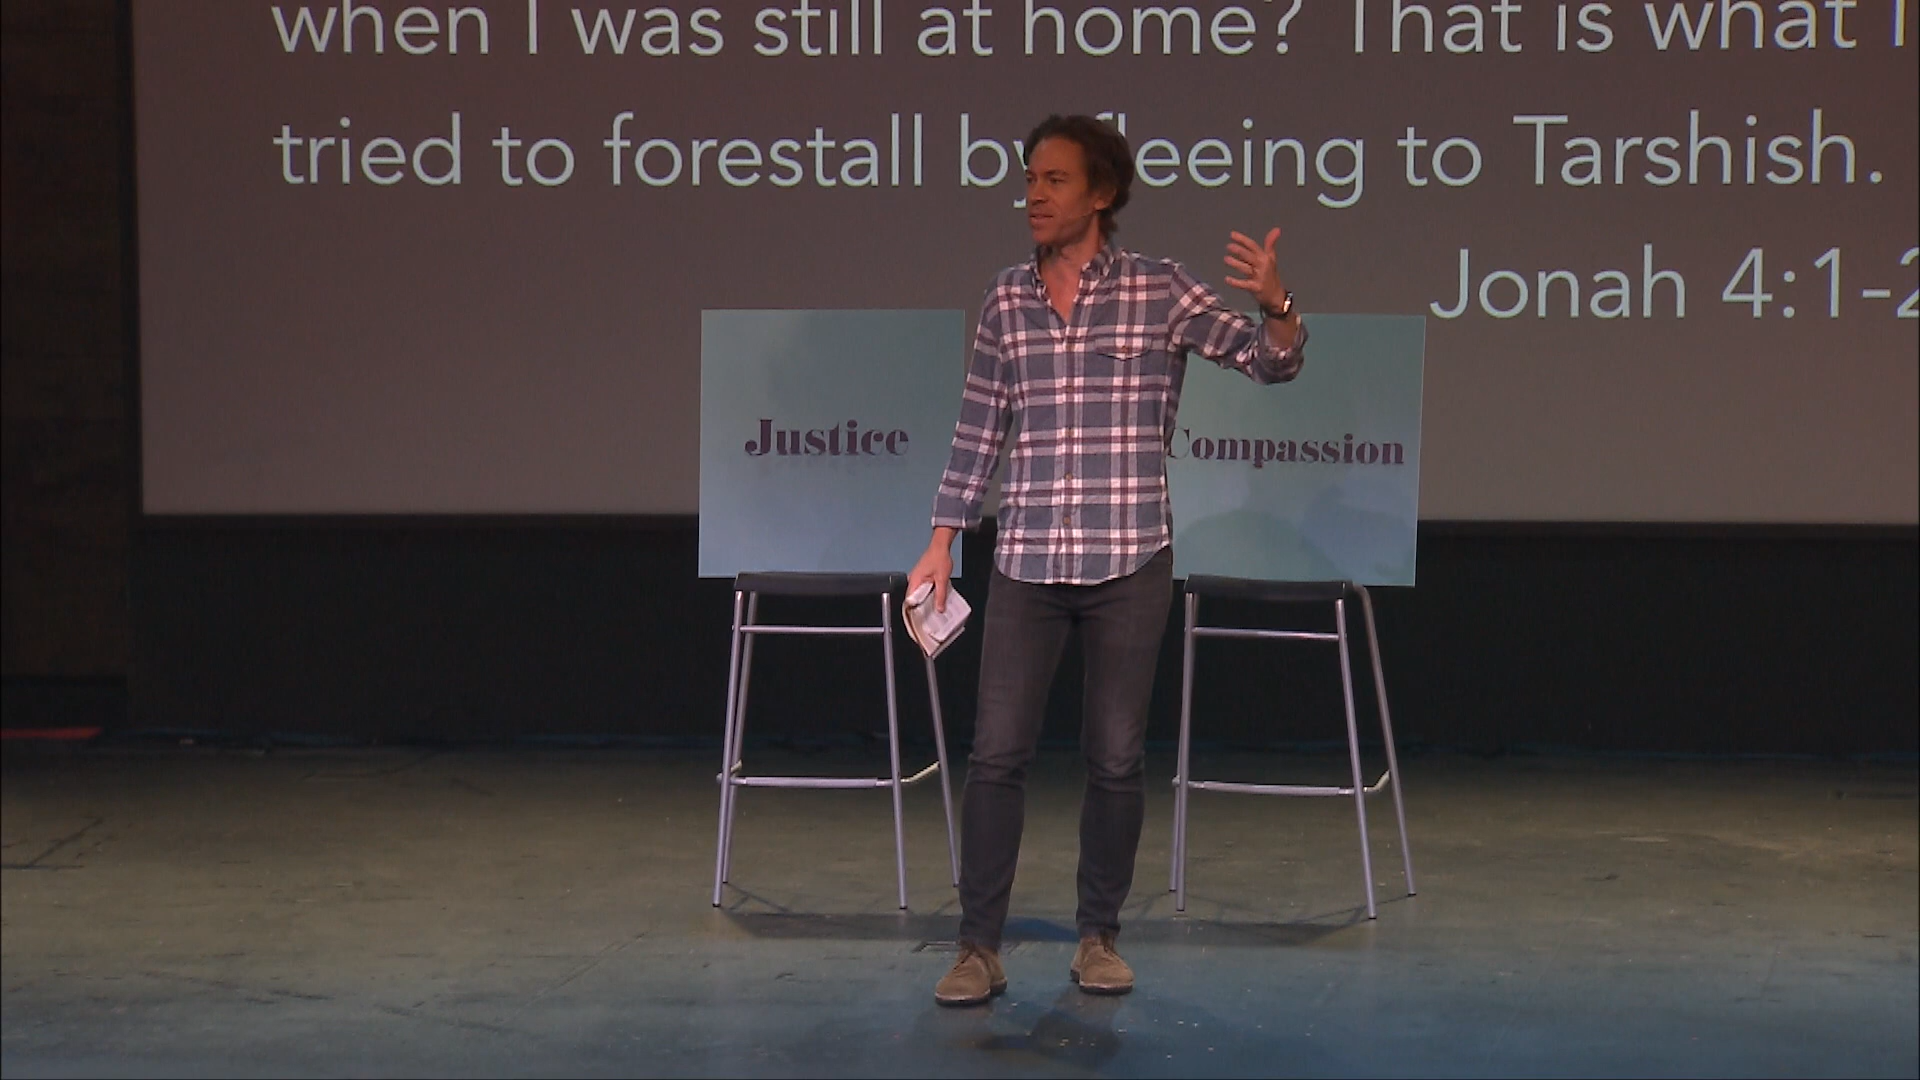 when I was still at home? That is what I
tried to forestall by fleeing to Tarshish.
Jonah 4:1-2
Justice
Compassion